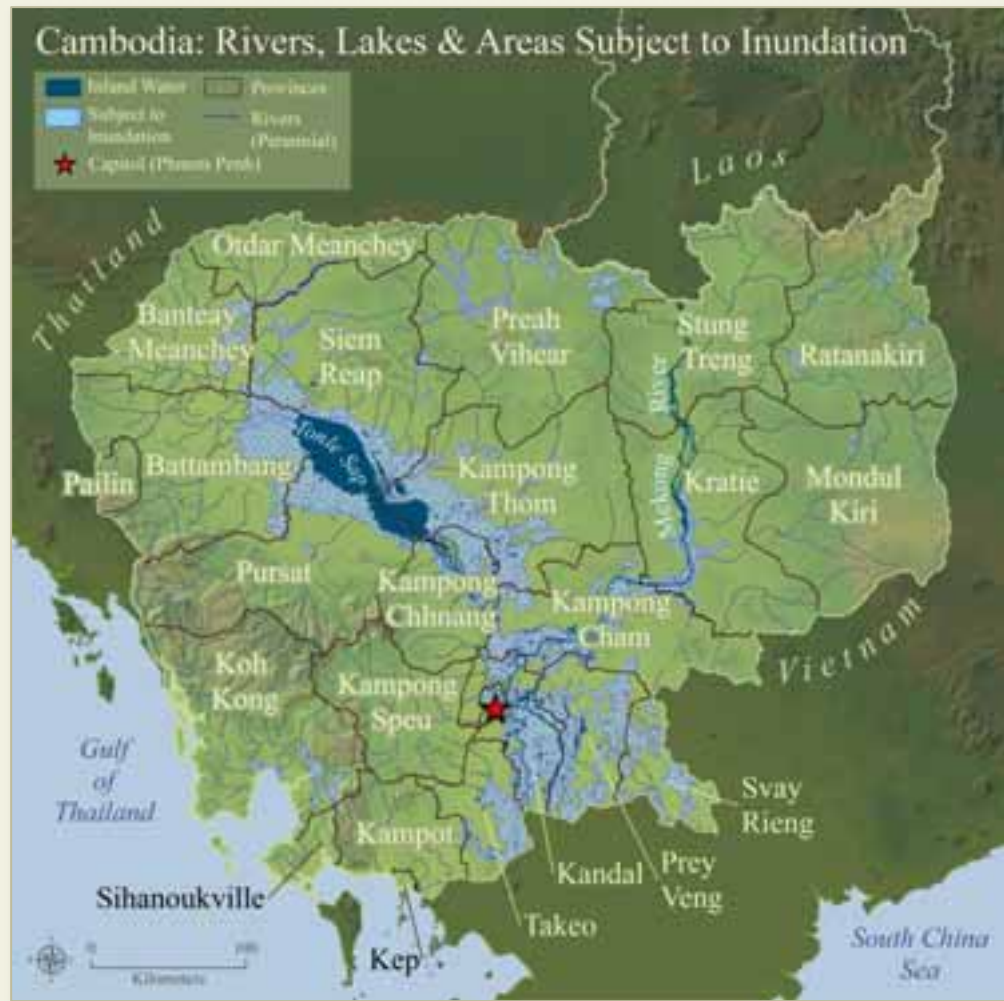 Cambodia: Rivers, Lakes & Areas Subject to Inundation
Inland Water
Provinces
Subject to
Inundation
Rivers
(Perannial)
Capitol (Phnom Penh)
Laos
Thailand
Otdar Meanchey
Banteay
Meanchey
Siem
Reap
Preah
Vihear
Stung
Treng
Ratanakiri
Mekong River
Tonle Sap
Battambang
Pailin
Kampong
Thom
Kratie
Mondul
Kiri
Pursat
Kampong
Chhnang
Kampong
Cham
Vietnam
Koh
Kong
Kampong
Speu
Gulf
of
Thailand
Svay
Rieng
Kampot
Kandal
Prey
Veng
Sihanoukville
Takeo
Kep
South China
Sea
0 100
Kilometers